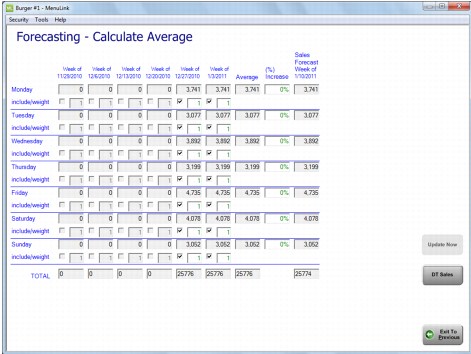 Burger #1 - MenuLink
Security Tools Help
Forecasting - Calculate Average
Week of 11/29/2010 Week of 12/6/2010 Week of 12/13/2010 Week of 12/20/2010 Week of 12/27/2010 Week of 1/3/2011 Average (%) Increase Sales Forecast Week of 1/10/2011
Monday 0 0 0 0 3,741 3,741 3,741 0% 3,741
include/weight 1 1 1 1 1 1
Tuesday 0 0 0 0 3,077 3,077 3,077 0% 3,077
include/weight 1 1 1 1 1 1
Wednesday 0 0 0 0 3,892 3,892 3,892 0% 3,892
include/weight 1 1 1 1 1 1
Thursday 0 0 0 0 3,199 3,199 3,199 0% 3,199
include/weight 1 1 1 1 1 1
Friday 0 0 0 0 4,735 4,735 4,735 0% 4,735
include/weight 1 1 1 1 1 1
Saturday 0 0 0 0 4,078 4,078 4,078 0% 4,078
include/weight 1 1 1 1 1 1
Sunday 0 0 0 0 3,052 3,052 3,052 0% 3,052
include/weight 1 1 1 1 1 1
TOTAL 0 0 0 0 25776 25776 25776 25774
Update Now
DT Sales
Exit To Previous